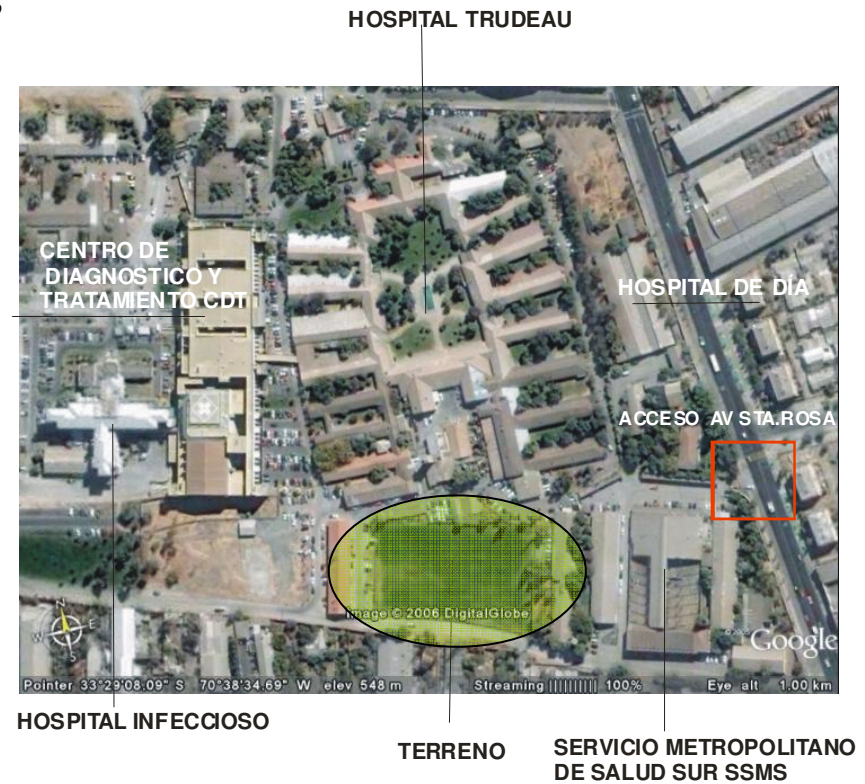 HOSPITAL TRUDEAU
CENTRO DE
DIAGNOSTICO Y
TRATAMIENTO CDT
HOSPITAL DE DÍA
ACCESO AV STA.ROSA
Image © 2006 DigitalGlobe
N
W E
S
Google
Pointer 33°29'08.09" S 70°38'34.69" W elev 548 m Streaming |||||||||| 100% Eye alt 1.00 km
HOSPITAL INFECCIOSO
TERRENO
SERVICIO METROPOLITANO
DE SALUD SUR SSMS